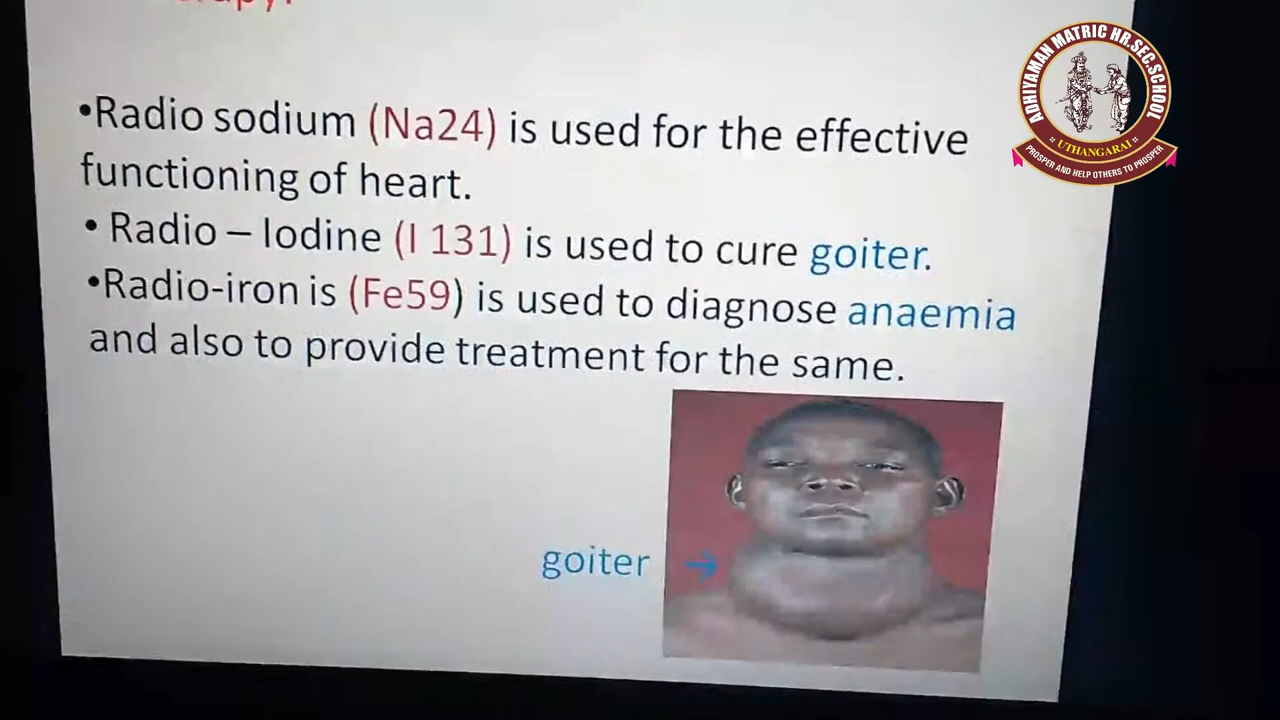 •Radio sodium (Na24) is used for the effective
functioning of heart.
• Radio – Iodine (I 131) is used to cure goiter.
•Radio-iron is (Fe59) is used to diagnose anaemia
and also to provide treatment for the same.
goiter
ADHIYAMAN MATRIC HR.SEC.SCHOOL
UTHANGARAI
PROSPER AND HELP OTHERS TO PROSPER